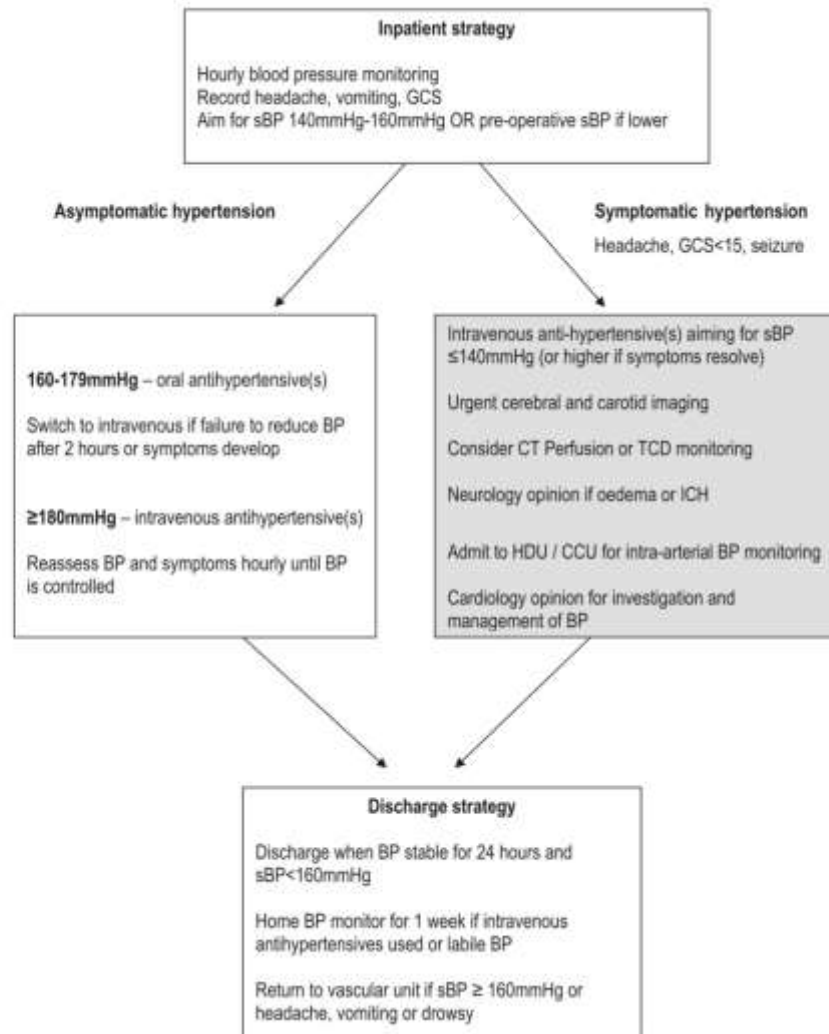 Inpatient strategy
Hourly blood pressure monitoring
Record headache, vomiting, GCS
Aim for sBP 140mmHg-160mmHg OR pre-operative sBP if lower
Asymptomatic hypertension
Symptomatic hypertension
Headache, GCS<15, seizure
160-179mmHg – oral antihypertensive(s)
Switch to intravenous if failure to reduce BP
after 2 hours or symptoms develop
≥180mmHg – intravenous antihypertensive(s)
Reassess BP and symptoms hourly until BP
is controlled
Intravenous anti-hypertensive(s) aiming for sBP
≤140mmHg (or higher if symptoms resolve)
Urgent cerebral and carotid imaging
Consider CT Perfusion or TCD monitoring
Neurology opinion if oedema or ICH
Admit to HDU / CCU for intra-arterial BP monitoring
Cardiology opinion for investigation and
management of BP
Discharge strategy
Discharge when BP stable for 24 hours and
sBP<160mmHg
Home BP monitor for 1 week if intravenous
antihypertensives used or labile BP
Return to vascular unit if sBP ≥ 160mmHg or
headache, vomiting or drowsy